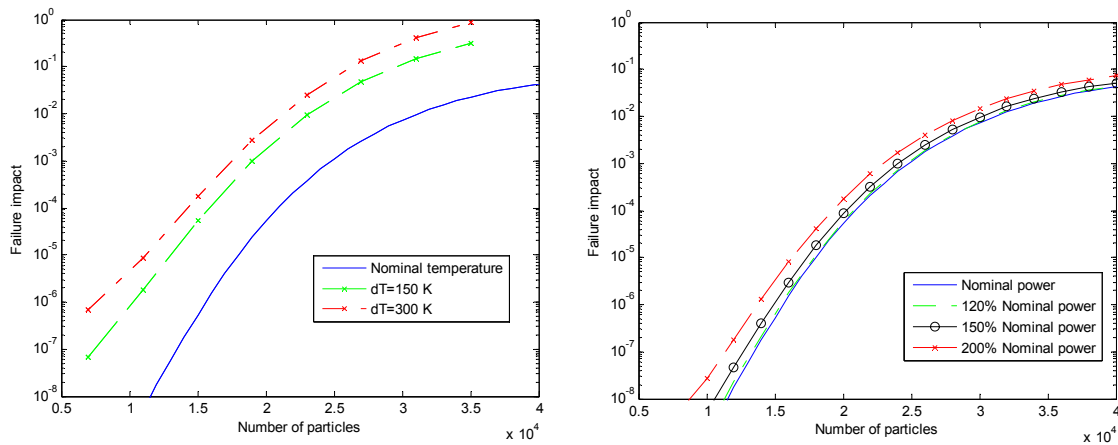 10^0
10^-1
10^-2
10^-3
10^-4
10^-5
10^-6
10^-7
10^-8
Failure impact
0.5 1 1.5 2 2.5 3 3.5 4
x 10^4
Number of particles
Nominal temperature
dT=150 K
dT=300 K
10^0
10^-1
10^-2
10^-3
10^-4
10^-5
10^-6
10^-7
10^-8
Failure impact
0.5 1 1.5 2 2.5 3 3.5 4
x 10^4
Number of particles
Nominal power
120% Nominal power
150% Nominal power
200% Nominal power